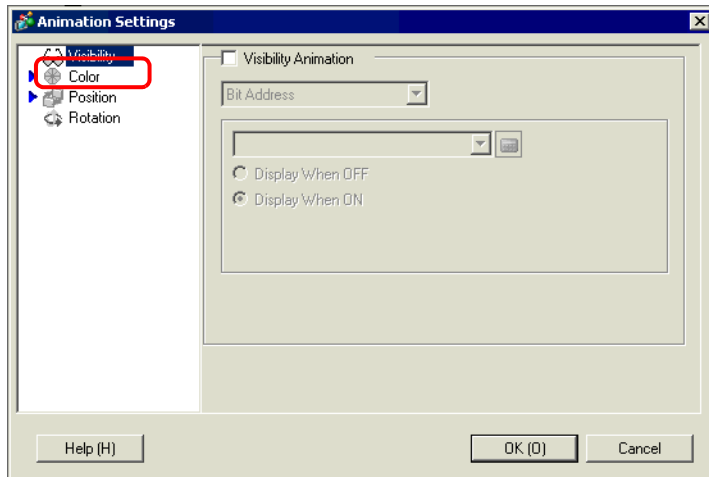 Animation Settings
Visibility
Color
Position
Rotation
Visibility Animation
Bit Address
Display When OFF
Display When ON
Help (H)
OK (O)
Cancel